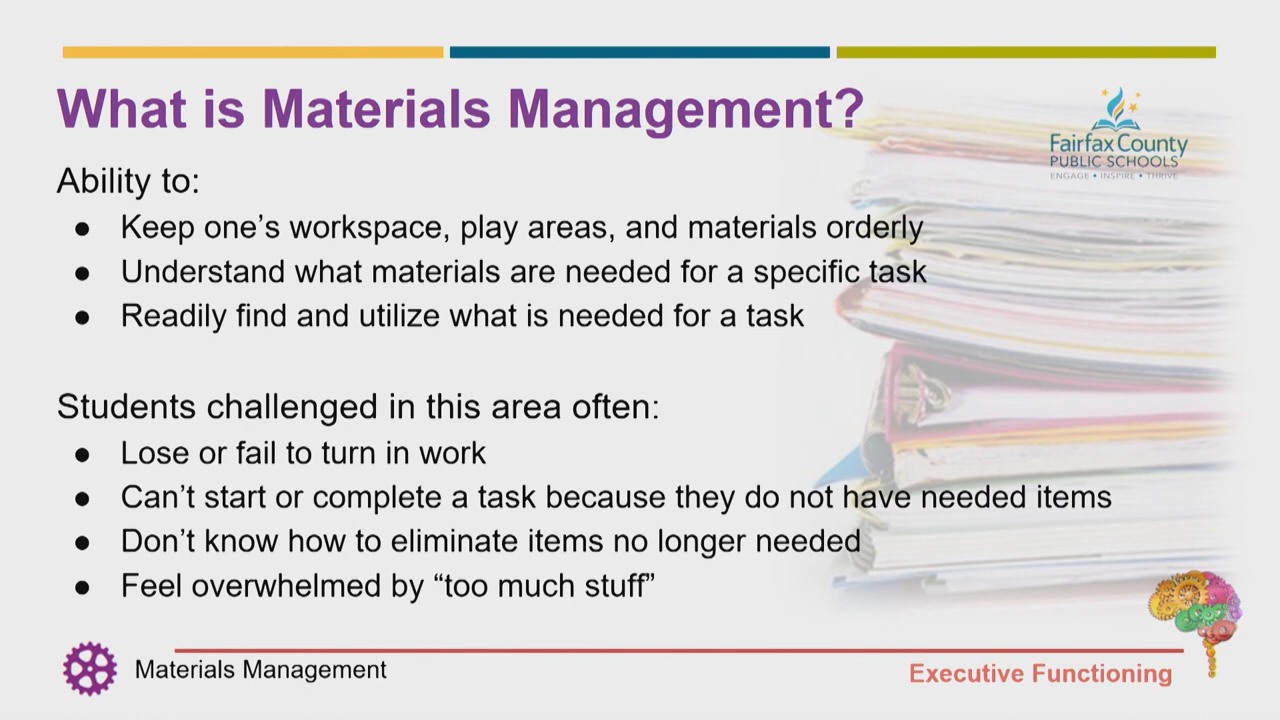 What is Materials Management?
Fairfax County
PUBLIC SCHOOLS
ENGAGE • INSPIRE • THRIVE
Ability to:
● Keep one’s workspace, play areas, and materials orderly
● Understand what materials are needed for a specific task
● Readily find and utilize what is needed for a task
Students challenged in this area often:
● Lose or fail to turn in work
● Can’t start or complete a task because they do not have needed items
● Don’t know how to eliminate items no longer needed
● Feel overwhelmed by “too much stuff”
Materials Management
Executive Functioning